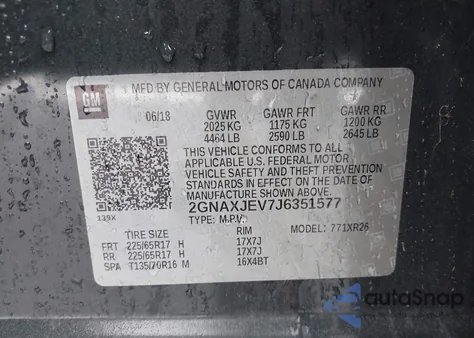 GM
MFD BY GENERAL MOTORS OF CANADA COMPANY
06/18 GVWR GAWR FRT GAWR RR
2025 KG 1175 KG 1200 KG
4464 LB 2590 LB 2645 LB
THIS VEHICLE CONFORMS TO ALL
APPLICABLE U.S. FEDERAL MOTOR
VEHICLE SAFETY AND THEFT
PREVENTION STANDARDS IN EFFECT ON THE DATE
OF MANUFACTURE SHOWN ABOVE.
139X
2GNAXJEV7J6351577
TYPE: M.P.V. MODEL: 771XR26
TIRE SIZE RIM
FRT 225/65R17 H 17X7J
RR 225/65R17 H 17X7J
SPA T135/70R16 M 16X4BT
autoSnap